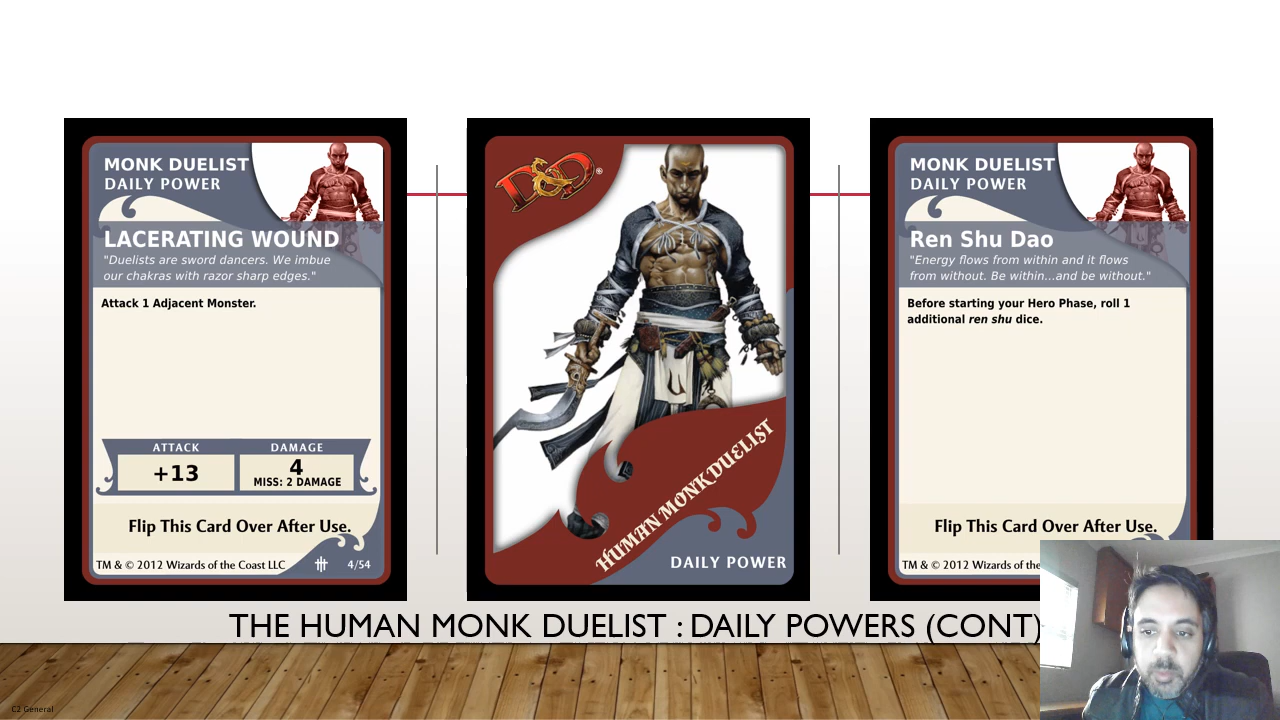 MONK DUELIST
DAILY POWER
LACERATING WOUND
"Duelists are sword dancers. We imbue
our chakras with razor sharp edges."
Attack 1 Adjacent Monster.
ATTACK
DAMAGE
+13
4
MISS: 2 DAMAGE
Flip This Card Over After Use.
TM & © 2012 Wizards of the Coast LLC
4/54
D&D®
HUMAN MONK DUELIST
DAILY POWER
MONK DUELIST
DAILY POWER
Ren Shu Dao
"Energy flows from within and it flows
from without. Be within...and be without."
Before starting your Hero Phase, roll 1
additional ren shu dice.
Flip This Card Over After Use.
TM & © 2012 Wizards of the
THE HUMAN MONK DUELIST : DAILY POWERS (CONT)
C2 General